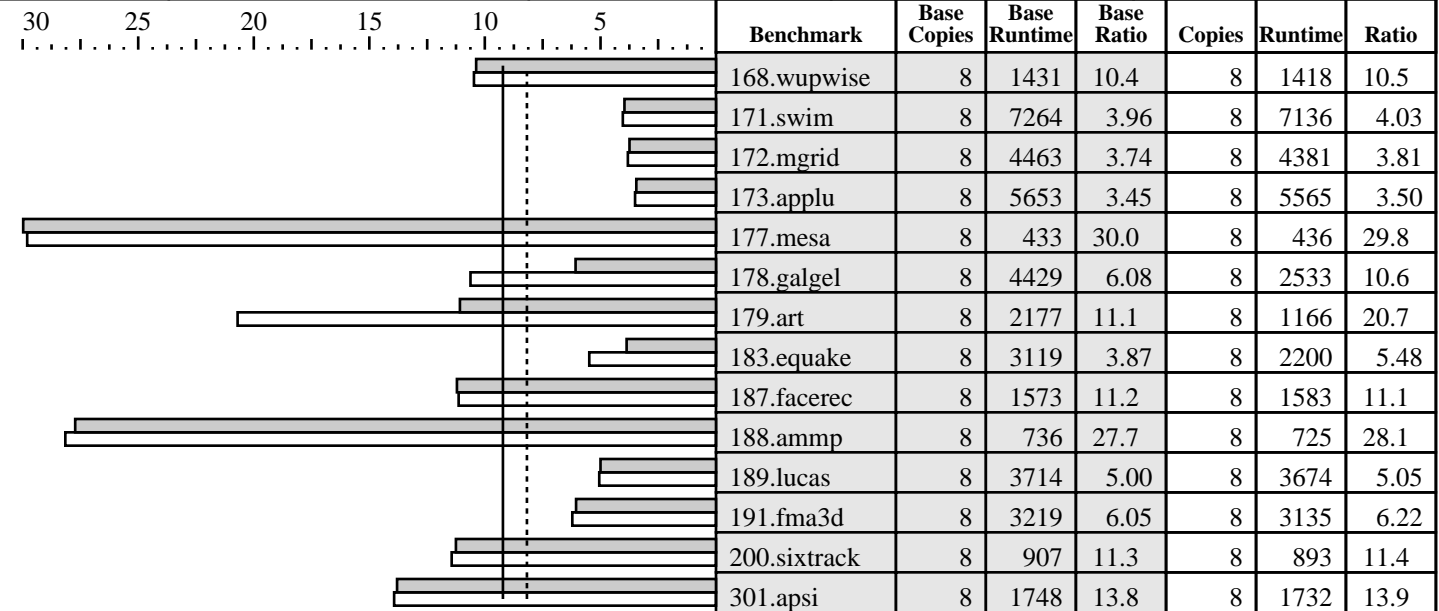 30 25 20 15 10 5
Benchmark Base Copies Base Runtime Base Ratio Copies Runtime Ratio
168.wupwise 8 1431 10.4 8 1418 10.5
171.swim 8 7264 3.96 8 7136 4.03
172.mgrid 8 4463 3.74 8 4381 3.81
173.applu 8 5653 3.45 8 5565 3.50
177.mesa 8 433 30.0 8 436 29.8
178.galgel 8 4429 6.08 8 2533 10.6
179.art 8 2177 11.1 8 1166 20.7
183.equake 8 3119 3.87 8 2200 5.48
187.facerec 8 1573 11.2 8 1583 11.1
188.ammp 8 736 27.7 8 725 28.1
189.lucas 8 3714 5.00 8 3674 5.05
191.fma3d 8 3219 6.05 8 3135 6.22
200.sixtrack 8 907 11.3 8 893 11.4
301.apsi 8 1748 13.8 8 1732 13.9